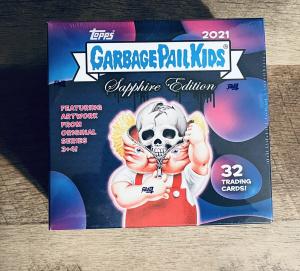 Topps
2021
GARBAGE PAIL KIDS
Sapphire Edition
FEATURING
ARTWORK
FROM
ORIGINAL
SERIES
3+4!
32
TRADING
CARDS!